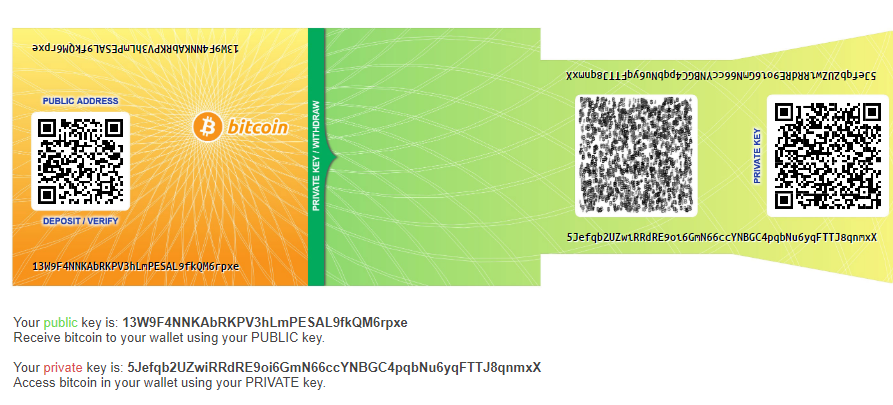 13W9F4NNKAbRKPV3hLmPESAL9fkQM6rpxe
5Jefqb2UZwiRRdRE9oi6GmN66ccYNBGC4pqbNu6yqFTTJ8qnmxX
PUBLIC ADDRESS
bitcoin
PRIVATE KEY / WITHDRAW
PRIVATE KEY
DEPOSIT / VERIFY
5Jefqb2UZwiRRdRE9oi6GmN66ccYNBGC4pqbNu6yqFTTJ8qnmxX
13W9F4NNKAbRKPV3hLmPESAL9fkQM6rpxe
Your public key is: 13W9F4NNKAbRKPV3hLmPESAL9fkQM6rpxe
Receive bitcoin to your wallet using your PUBLIC key.
Your private key is: 5Jefqb2UZwiRRdRE9oi6GmN66ccYNBGC4pqbNu6yqFTTJ8qnmxX
Access bitcoin in your wallet using your PRIVATE key.